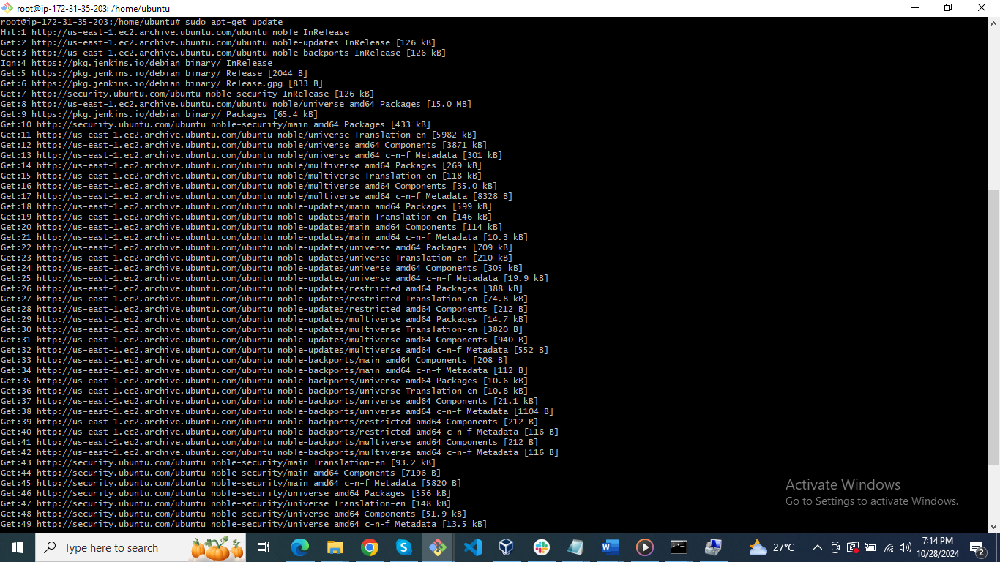 root@ip-172-31-35-203: /home/ubuntu
root@ip-172-31-35-203:/home/ubuntu# sudo apt-get update
Hit:1 http://us-east-1.ec2.archive.ubuntu.com/ubuntu noble InRelease
Get:2 http://us-east-1.ec2.archive.ubuntu.com/ubuntu noble-updates InRelease [126 kB]
Get:3 http://us-east-1.ec2.archive.ubuntu.com/ubuntu noble-backports InRelease [126 kB]
Ign:4 https://pkg.jenkins.io/debian binary/ InRelease
Get:5 https://pkg.jenkins.io/debian binary/ Release [2044 B]
Get:6 https://pkg.jenkins.io/debian binary/ Release.gpg [833 B]
Get:7 http://security.ubuntu.com/ubuntu noble-security InRelease [126 kB]
Get:8 http://us-east-1.ec2.archive.ubuntu.com/ubuntu noble/universe amd64 Packages [15.0 MB]
Get:9 https://pkg.jenkins.io/debian binary/ Packages [65.4 kB]
Get:10 http://security.ubuntu.com/ubuntu noble-security/main amd64 Packages [433 kB]
Get:11 http://us-east-1.ec2.archive.ubuntu.com/ubuntu noble/universe Translation-en [5982 kB]
Get:12 http://us-east-1.ec2.archive.ubuntu.com/ubuntu noble/universe amd64 Components [3871 kB]
Get:13 http://us-east-1.ec2.archive.ubuntu.com/ubuntu noble/universe amd64 c-n-f Metadata [301 kB]
Get:14 http://us-east-1.ec2.archive.ubuntu.com/ubuntu noble/multiverse amd64 Packages [269 kB]
Get:15 http://us-east-1.ec2.archive.ubuntu.com/ubuntu noble/multiverse Translation-en [118 kB]
Get:16 http://us-east-1.ec2.archive.ubuntu.com/ubuntu noble/multiverse amd64 Components [35.0 kB]
Get:17 http://us-east-1.ec2.archive.ubuntu.com/ubuntu noble/multiverse amd64 c-n-f Metadata [8328 B]
Get:18 http://us-east-1.ec2.archive.ubuntu.com/ubuntu noble-updates/main amd64 Packages [599 kB]
Get:19 http://us-east-1.ec2.archive.ubuntu.com/ubuntu noble-updates/main Translation-en [146 kB]
Get:20 http://us-east-1.ec2.archive.ubuntu.com/ubuntu noble-updates/main amd64 Components [114 kB]
Get:21 http://us-east-1.ec2.archive.ubuntu.com/ubuntu noble-updates/main amd64 c-n-f Metadata [10.3 kB]
Get:22 http://us-east-1.ec2.archive.ubuntu.com/ubuntu noble-updates/universe amd64 Packages [709 kB]
Get:23 http://us-east-1.ec2.archive.ubuntu.com/ubuntu noble-updates/universe Translation-en [210 kB]
Get:24 http://us-east-1.ec2.archive.ubuntu.com/ubuntu noble-updates/universe amd64 Components [305 kB]
Get:25 http://us-east-1.ec2.archive.ubuntu.com/ubuntu noble-updates/universe amd64 c-n-f Metadata [19.9 kB]
Get:26 http://us-east-1.ec2.archive.ubuntu.com/ubuntu noble-updates/restricted amd64 Packages [388 kB]
Get:27 http://us-east-1.ec2.archive.ubuntu.com/ubuntu noble-updates/restricted Translation-en [74.8 kB]
Get:28 http://us-east-1.ec2.archive.ubuntu.com/ubuntu noble-updates/restricted amd64 Components [212 B]
Get:29 http://us-east-1.ec2.archive.ubuntu.com/ubuntu noble-updates/multiverse amd64 Packages [14.7 kB]
Get:30 http://us-east-1.ec2.archive.ubuntu.com/ubuntu noble-updates/multiverse Translation-en [3820 B]
Get:31 http://us-east-1.ec2.archive.ubuntu.com/ubuntu noble-updates/multiverse amd64 Components [940 B]
Get:32 http://us-east-1.ec2.archive.ubuntu.com/ubuntu noble-updates/multiverse amd64 c-n-f Metadata [552 B]
Get:33 http://us-east-1.ec2.archive.ubuntu.com/ubuntu noble-backports/main amd64 Components [208 B]
Get:34 http://us-east-1.ec2.archive.ubuntu.com/ubuntu noble-backports/main amd64 c-n-f Metadata [112 B]
Get:35 http://us-east-1.ec2.archive.ubuntu.com/ubuntu noble-backports/universe amd64 Packages [10.6 kB]
Get:36 http://us-east-1.ec2.archive.ubuntu.com/ubuntu noble-backports/universe Translation-en [10.8 kB]
Get:37 http://us-east-1.ec2.archive.ubuntu.com/ubuntu noble-backports/universe amd64 Components [21.1 kB]
Get:38 http://us-east-1.ec2.archive.ubuntu.com/ubuntu noble-backports/universe amd64 c-n-f Metadata [1104 B]
Get:39 http://us-east-1.ec2.archive.ubuntu.com/ubuntu noble-backports/restricted amd64 Components [212 B]
Get:40 http://us-east-1.ec2.archive.ubuntu.com/ubuntu noble-backports/restricted amd64 c-n-f Metadata [116 B]
Get:41 http://us-east-1.ec2.archive.ubuntu.com/ubuntu noble-backports/multiverse amd64 Components [212 B]
Get:42 http://us-east-1.ec2.archive.ubuntu.com/ubuntu noble-backports/multiverse amd64 c-n-f Metadata [116 B]
Get:43 http://security.ubuntu.com/ubuntu noble-security/main Translation-en [93.2 kB]
Get:44 http://security.ubuntu.com/ubuntu noble-security/main amd64 Components [7196 B]
Get:45 http://security.ubuntu.com/ubuntu noble-security/main amd64 c-n-f Metadata [5820 B]
Get:46 http://security.ubuntu.com/ubuntu noble-security/universe amd64 Packages [556 kB]
Get:47 http://security.ubuntu.com/ubuntu noble-security/universe Translation-en [148 kB]
Get:48 http://security.ubuntu.com/ubuntu noble-security/universe amd64 Components [51.9 kB]
Get:49 http://security.ubuntu.com/ubuntu noble-security/universe amd64 c-n-f Metadata [13.5 kB]
Activate Windows
Go to Settings to activate Windows.
Type here to search
27°C
7:14 PM
10/28/2024
2